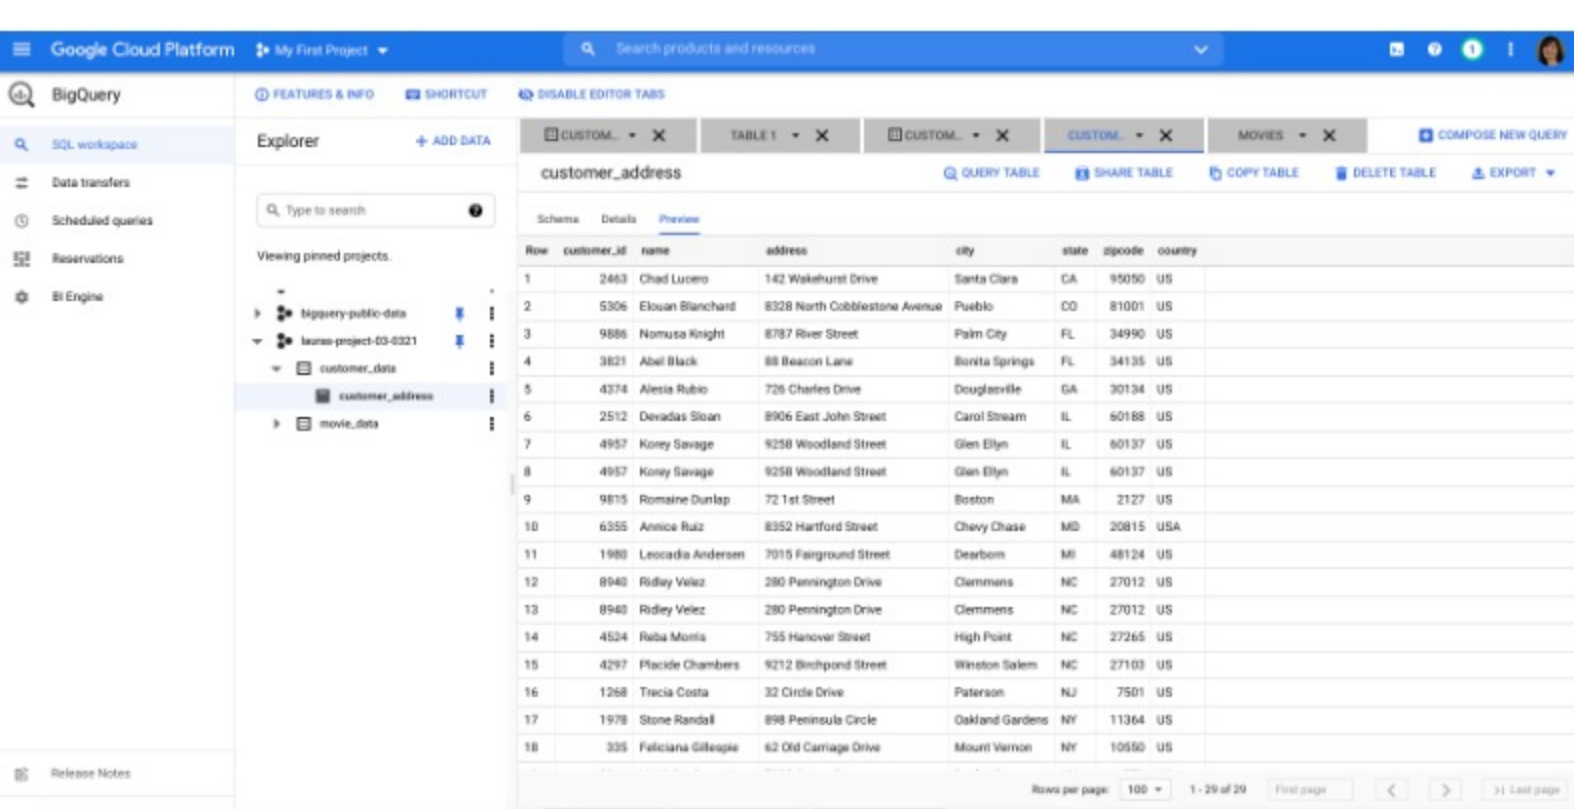 Google Cloud Platform My First Project Search products and resources 1
BigQuery FEATURES & INFO SHORTCUT DISABLE EDITOR TABS
SQL workspace
Data transfers
Scheduled queries
Reservations
BI Engine
Release Notes
Explorer + ADD DATA
Type to search
Viewing pinned projects.
bigquery-public-data
lauras-project-03-0321
customer_data
customer_address
movie_data
CUSTOM... TABLE 1 CUSTOM... CUSTOM... MOVIES COMPOSE NEW QUERY
customer_address QUERY TABLE SHARE TABLE COPY TABLE DELETE TABLE EXPORT
Schema Details Preview
Row customer_id name address city state zipcode country
1 2463 Chad Lucero 142 Wakehurst Drive Santa Clara CA 95050 US
2 5306 Elouan Blanchard 8328 North Cobblestone Avenue Pueblo CO 81001 US
3 9886 Nomusa Knight 8787 River Street Palm City FL 34990 US
4 3821 Abel Black 88 Beacon Lane Bonita Springs FL 34135 US
5 4374 Alesia Rubio 726 Charles Drive Douglasville GA 30134 US
6 2512 Devadas Sloan 8906 East John Street Carol Stream IL 60188 US
7 4957 Korey Savage 9258 Woodland Street Glen Ellyn IL 60137 US
8 4957 Korey Savage 9258 Woodland Street Glen Ellyn IL 60137 US
9 9815 Romaine Dunlap 72 1st Street Boston MA 2127 US
10 6355 Annice Ruiz 8352 Hartford Street Chevy Chase MD 20815 USA
11 1980 Leocadia Andersen 7015 Fairground Street Dearborn MI 48124 US
12 8940 Ridley Velez 280 Pennington Drive Clemmens NC 27012 US
13 8940 Ridley Velez 280 Pennington Drive Clemmens NC 27012 US
14 4524 Reba Morris 755 Hanover Street High Point NC 27265 US
15 4297 Placide Chambers 9212 Birchpond Street Winston Salem NC 27103 US
16 1268 Trecia Costa 32 Circle Drive Paterson NJ 7501 US
17 1978 Stone Randall 898 Peninsula Circle Oakland Gardens NY 11364 US
18 335 Feliciana Gillespie 62 Old Carriage Drive Mount Vernon NY 10550 US
Rows per page: 100 1 - 29 of 29 First page Last page